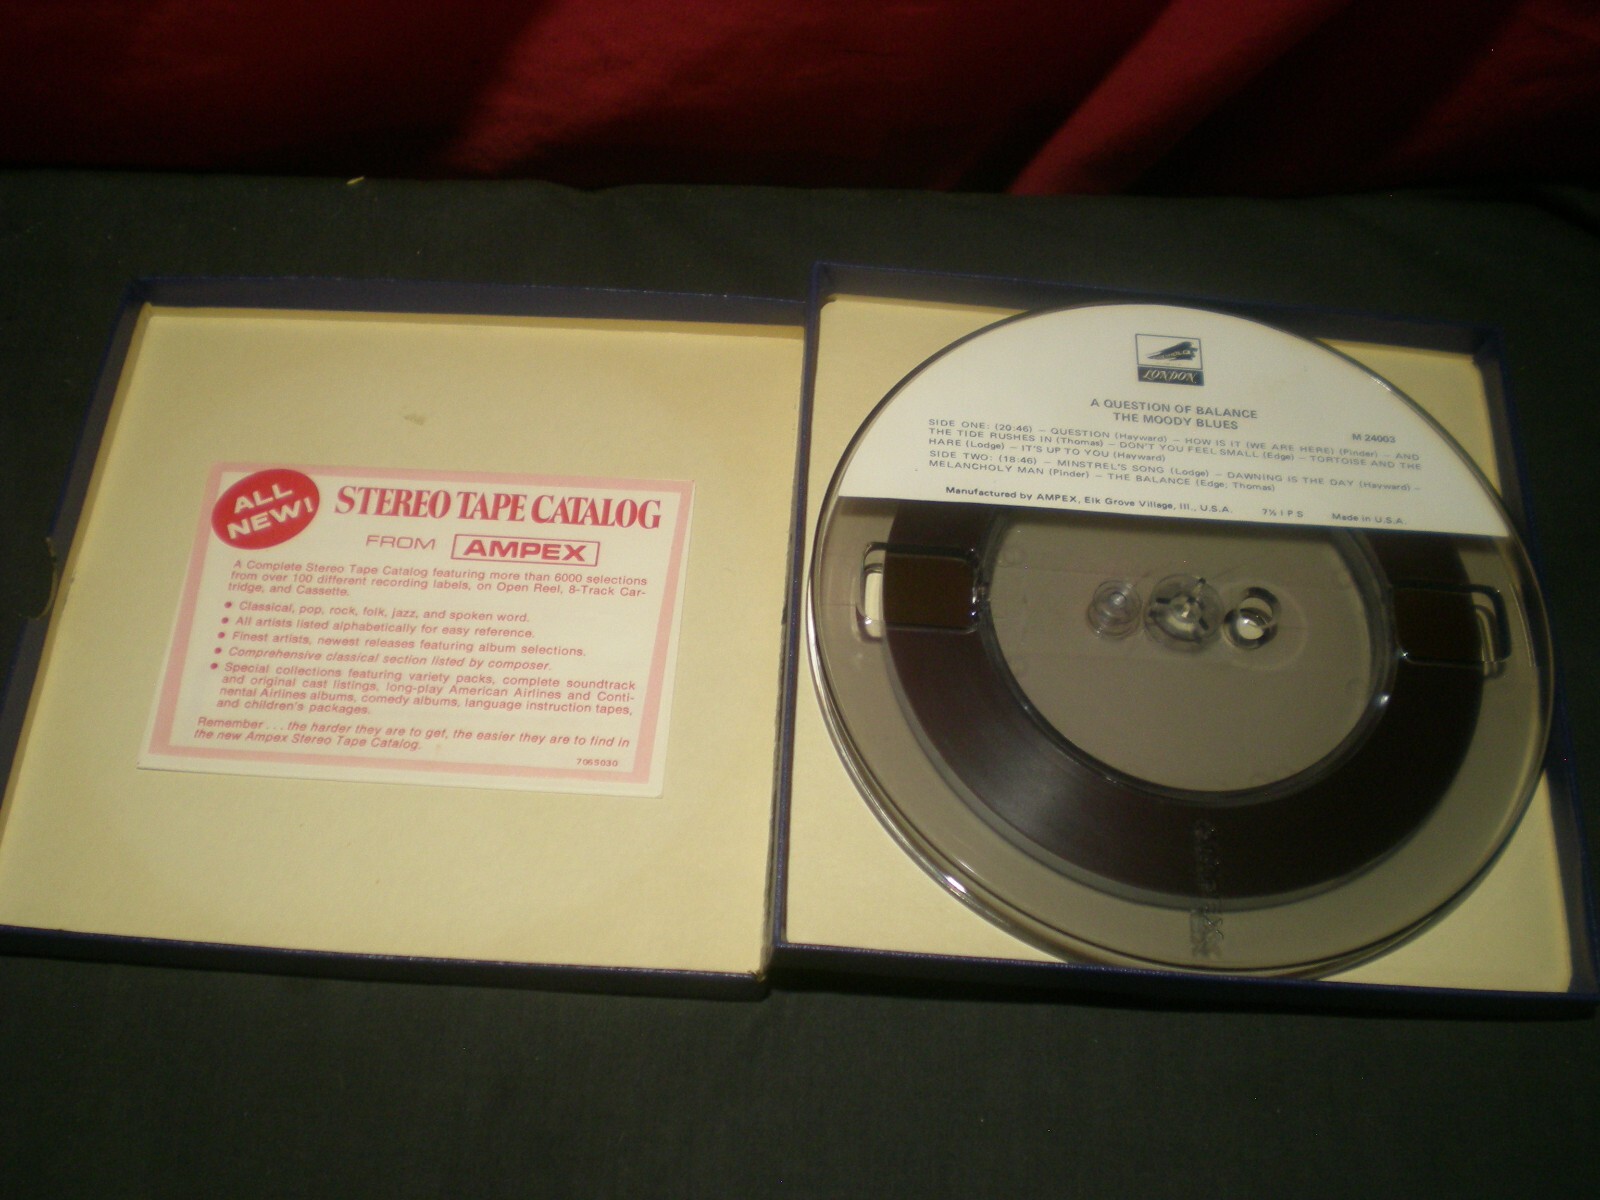 ALL
NEW!
STEREO TAPE CATALOG
FROM AMPEX
A Complete Stereo Tape Catalog featuring more than 6000 selections
from over 100 different recording labels, on Open Reel, 8-Track Car-
tridge, and Cassette.
• Classical, pop, rock, folk, jazz, and spoken word.
• All artists listed alphabetically for easy reference.
• Finest artists, newest releases featuring album selections.
• Comprehensive classical section listed by composer.
• Special collections featuring variety packs, complete soundtrack
and original cast listings, long-play American Airlines and Conti-
nental Airlines albums, comedy albums, language instruction tapes,
and children's packages.
Remember . . . the harder they are to get, the easier they are to find in
the new Ampex Stereo Tape Catalog.
7065030
LONDON
A QUESTION OF BALANCE
THE MOODY BLUES
M 24003
SIDE ONE: (20:46) — QUESTION (Hayward) — HOW IS IT (WE ARE HERE) (Pinder) — AND
THE TIDE RUSHES IN (Thomas) — DON'T YOU FEEL SMALL (Edge) — TORTOISE AND THE
HARE (Lodge) — IT'S UP TO YOU (Hayward)
SIDE TWO: (18:46) — MINSTREL'S SONG (Lodge) — DAWNING IS THE DAY (Hayward) —
MELANCHOLY MAN (Pinder) — THE BALANCE (Edge; Thomas)
Manufactured by AMPEX, Elk Grove Village, Ill., U.S.A. 7½ I P S Made in U.S.A.